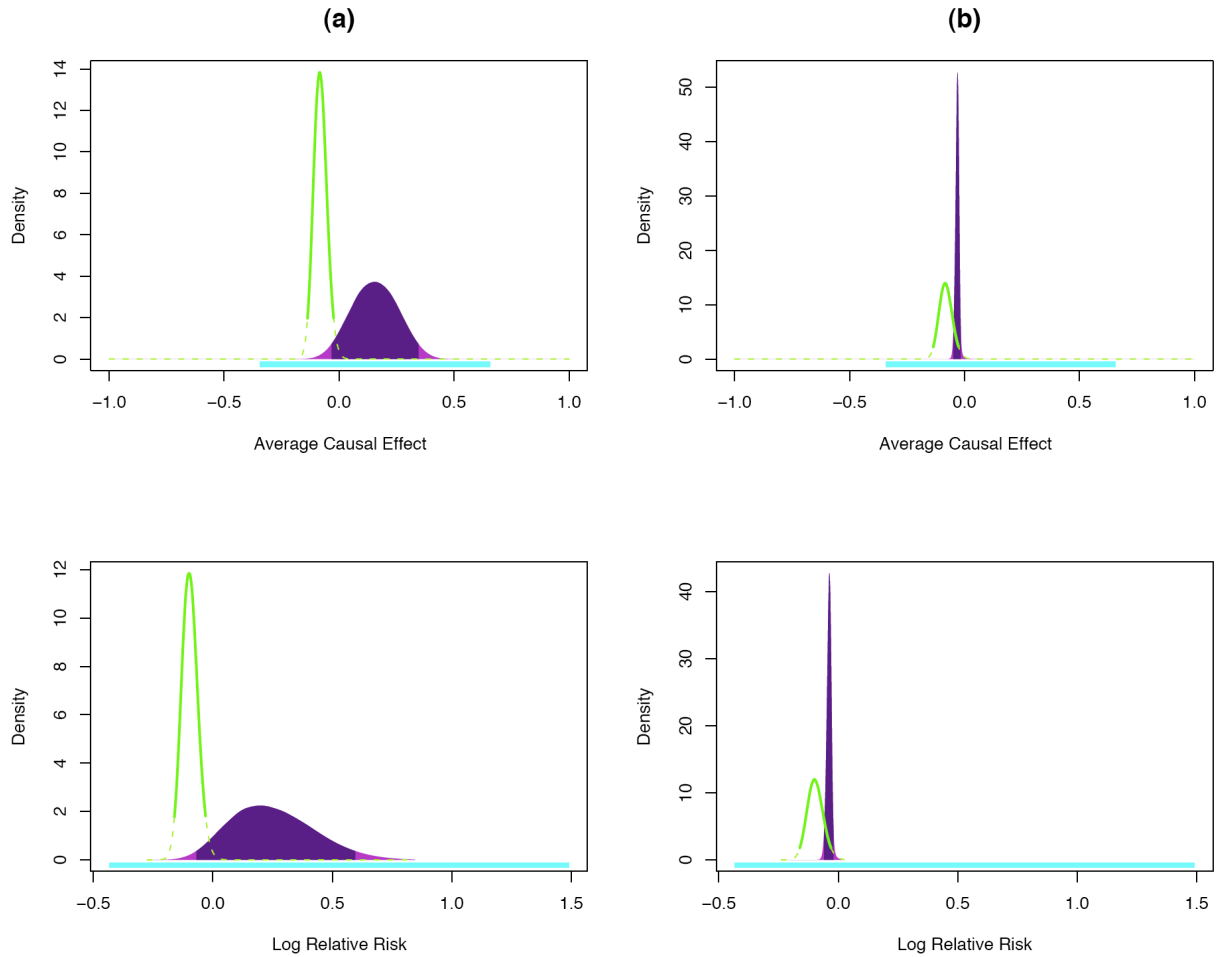 (a)
(b)
Density
0 2 4 6 8 10 12 14
−1.0 −0.5 0.0 0.5 1.0
Average Causal Effect
Density
0 10 20 30 40 50
−1.0 −0.5 0.0 0.5 1.0
Average Causal Effect
Density
0 2 4 6 8 10 12
−0.5 0.0 0.5 1.0 1.5
Log Relative Risk
Density
0 10 20 30 40
−0.5 0.0 0.5 1.0 1.5
Log Relative Risk